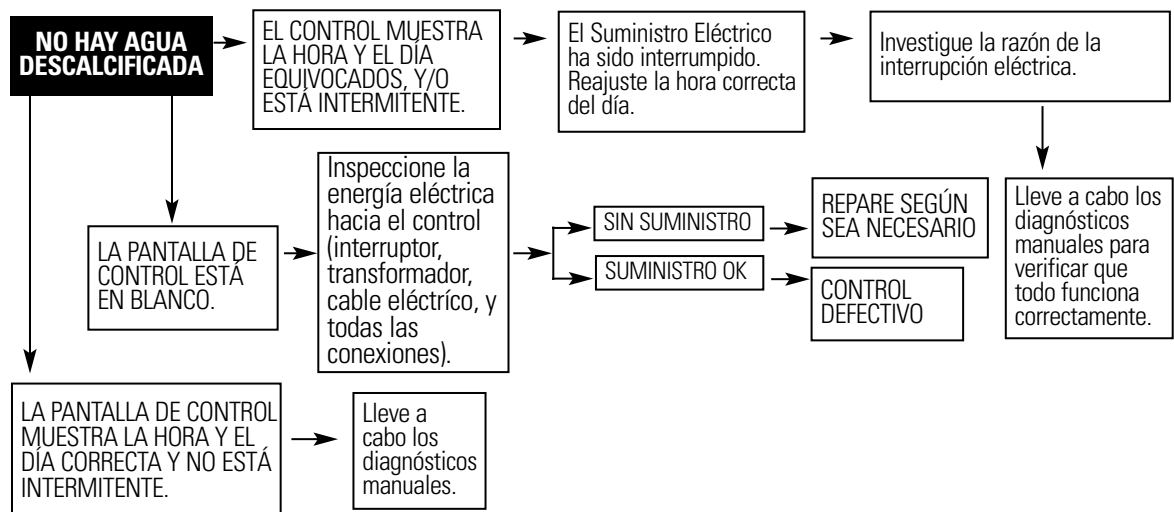 NO HAY AGUA
DESCALCIFICADA
EL CONTROL MUESTRA
LA HORA Y EL DÍA
EQUIVOCADOS, Y/O
ESTÁ INTERMITENTE.
El Suministro Eléctrico
ha sido interrumpido.
Reajuste la hora correcta
del día.
Investigue la razón de la
interrupción eléctrica.
Lleve a cabo los
diagnósticos
manuales para
verificar que
todo funciona
correctamente.
LA PANTALLA DE
CONTROL ESTÁ
EN BLANCO.
Inspeccione la
energía eléctrica
hacia el control
(interruptor,
transformador,
cable eléctríco, y
todas las
conexiones).
SIN SUMINISTRO
REPARE SEGÚN
SEA NECESARIO
SUMINISTRO OK
CONTROL
DEFECTIVO
LA PANTALLA DE CONTROL
MUESTRA LA HORA Y EL
DÍA CORRECTA Y NO ESTÁ
INTERMITENTE.
Lleve a
cabo los
diagnósticos
manuales.